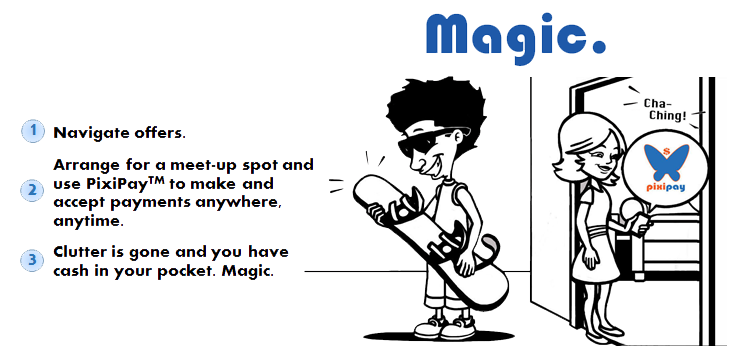 Magic.
1 Navigate offers.
2 Arrange for a meet-up spot and
use PixiPay™ to make and
accept payments anywhere,
anytime.
3 Clutter is gone and you have
cash in your pocket. Magic.
Cha-
Ching!
$
pixipay